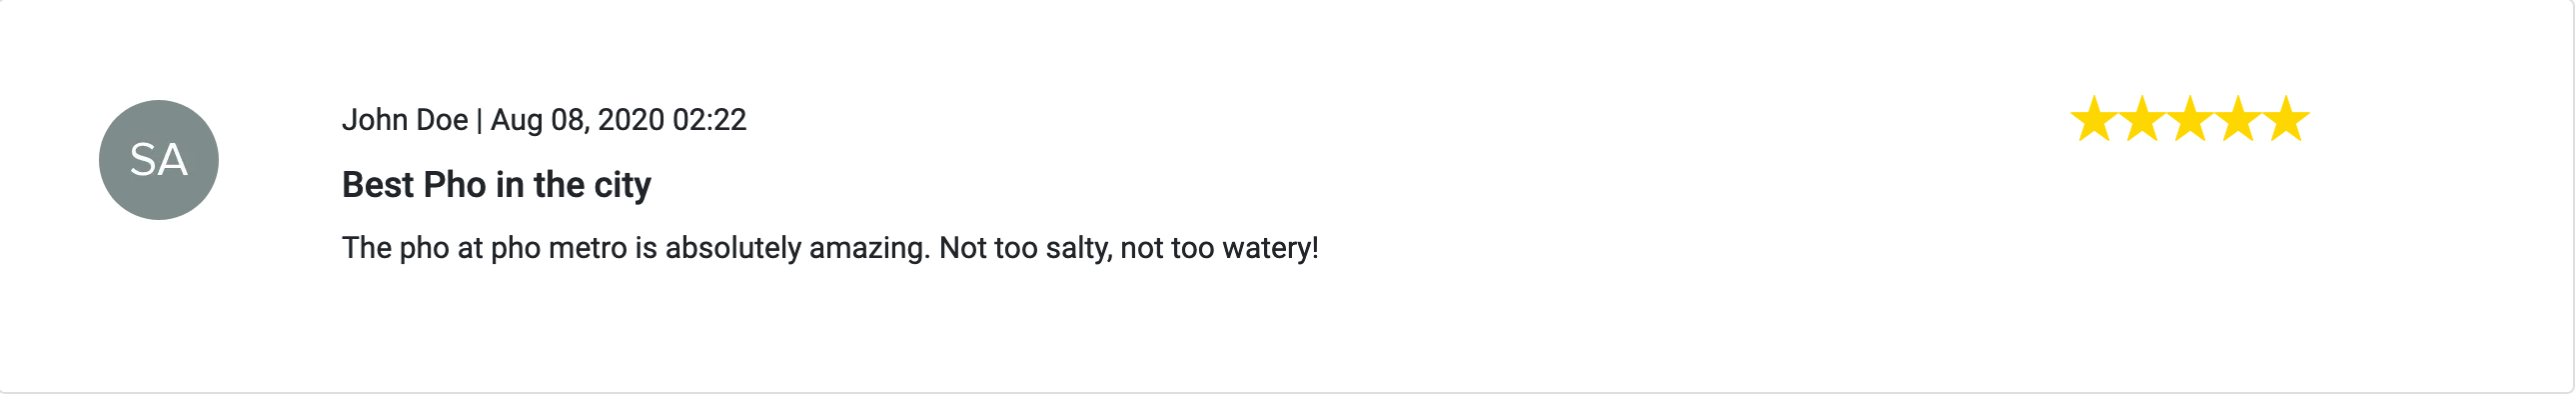 SA
John Doe | Aug 08, 2020 02:22
Best Pho in the city
The pho at pho metro is absolutely amazing. Not too salty, not too watery!